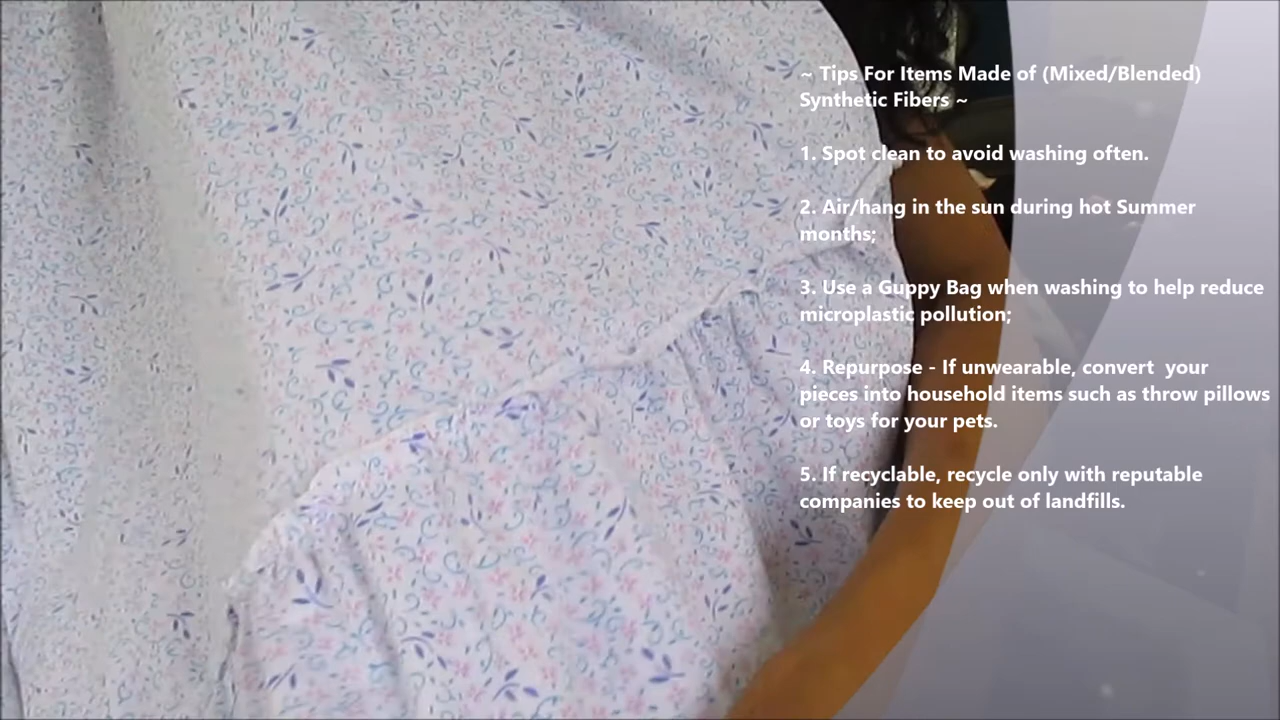 ~ Tips For Items Made of (Mixed/Blended)
Synthetic Fibers ~
1. Spot clean to avoid washing often.
2. Air/hang in the sun during hot Summer
months;
3. Use a Guppy Bag when washing to help reduce
microplastic pollution;
4. Repurpose - If unwearable, convert  your
pieces into household items such as throw pillows
or toys for your pets.
5. If recyclable, recycle only with reputable
companies to keep out of landfills.